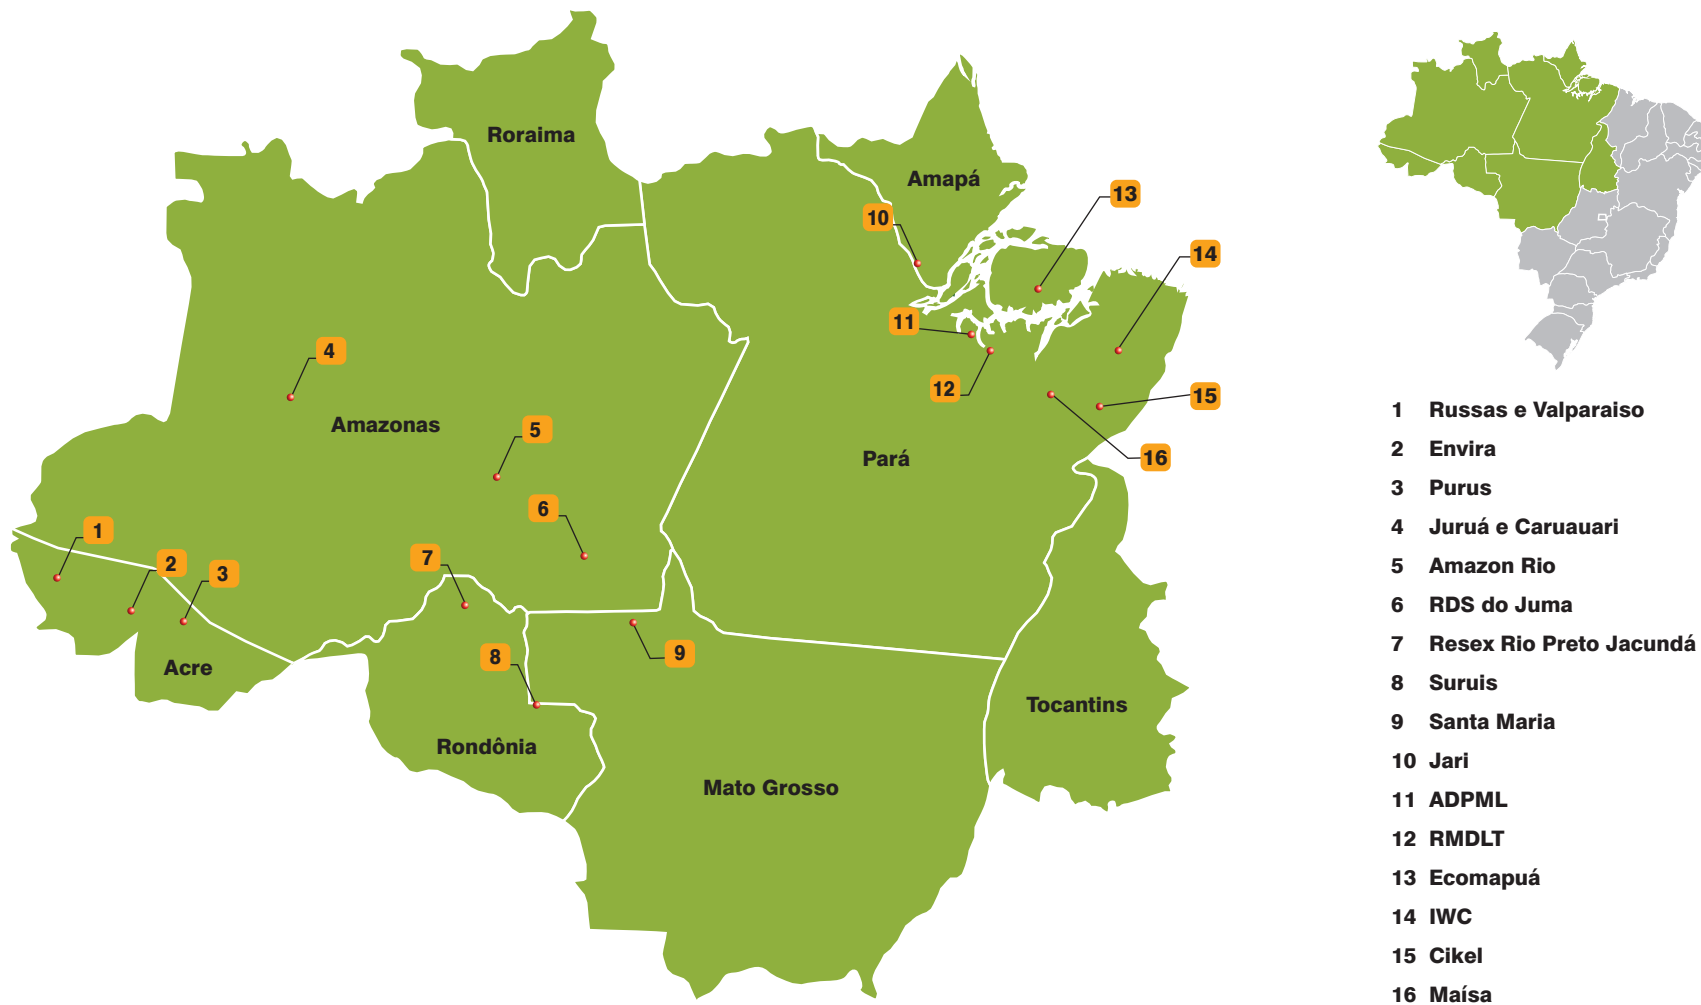 Roraima
Amapá
13
10
14
11
4
12
15
Amazonas
5
Pará
16
6
1
7
2
3
8
9
Acre
Tocantins
Rondônia
Mato Grosso
1 Russas e Valparaiso
2 Envira
3 Purus
4 Juruá e Caruauari
5 Amazon Rio
6 RDS do Juma
7 Resex Rio Preto Jacundá
8 Suruis
9 Santa Maria
10 Jari
11 ADPML
12 RMDLT
13 Ecomapuá
14 IWC
15 Cikel
16 Maísa